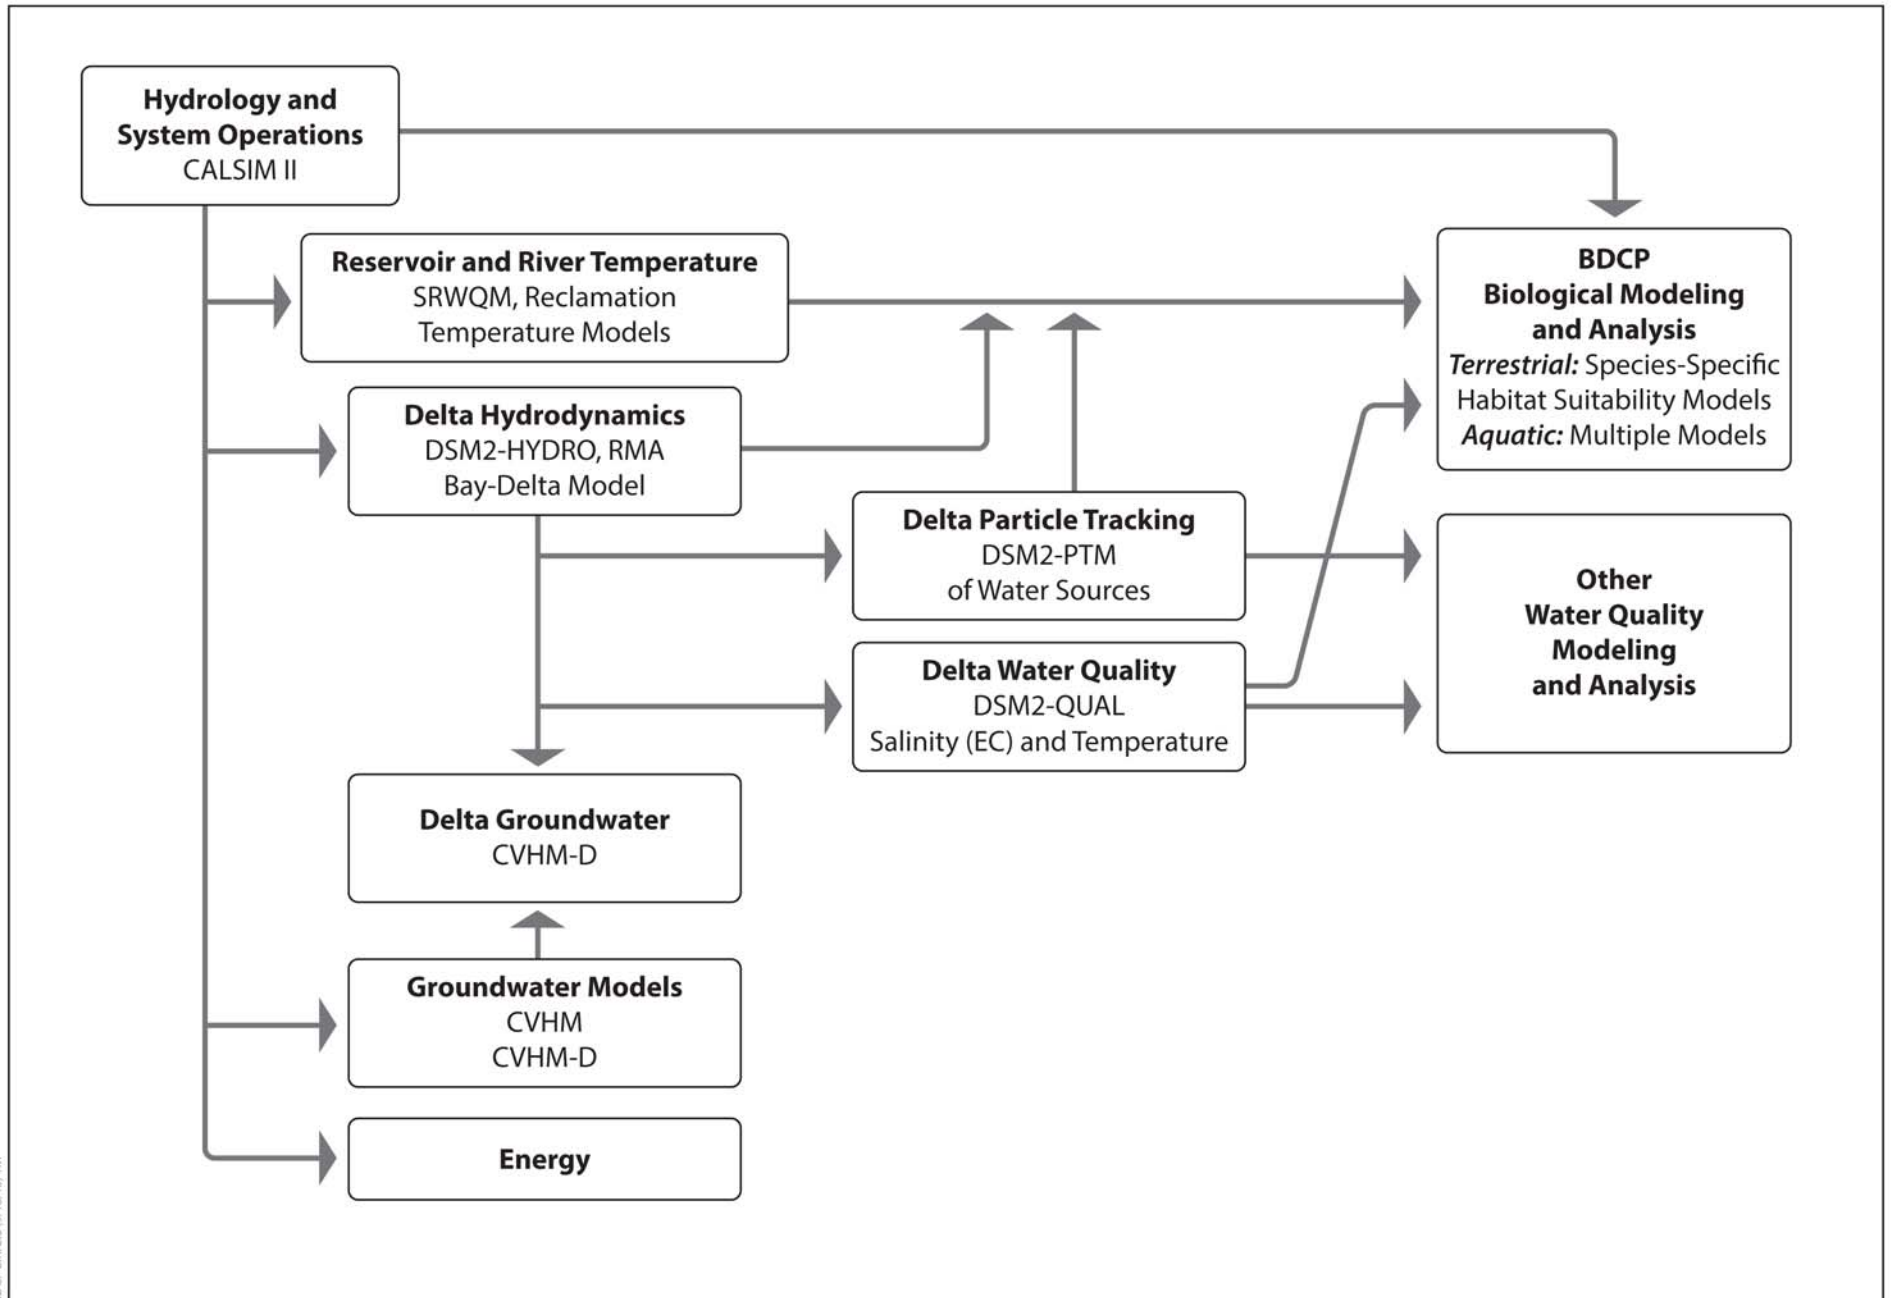 Hydrology and
System Operations
CALSIM II
Reservoir and River Temperature
SRWQM, Reclamation
Temperature Models
BDCP
Biological Modeling
and Analysis
Terrestrial: Species-Specific
Habitat Suitability Models
Aquatic: Multiple Models
Delta Hydrodynamics
DSM2-HYDRO, RMA
Bay-Delta Model
Delta Particle Tracking
DSM2-PTM
of Water Sources
Other
Water Quality
Modeling
and Analysis
Delta Water Quality
DSM2-QUAL
Salinity (EC) and Temperature
Delta Groundwater
CVHM-D
Groundwater Models
CVHM
CVHM-D
Energy